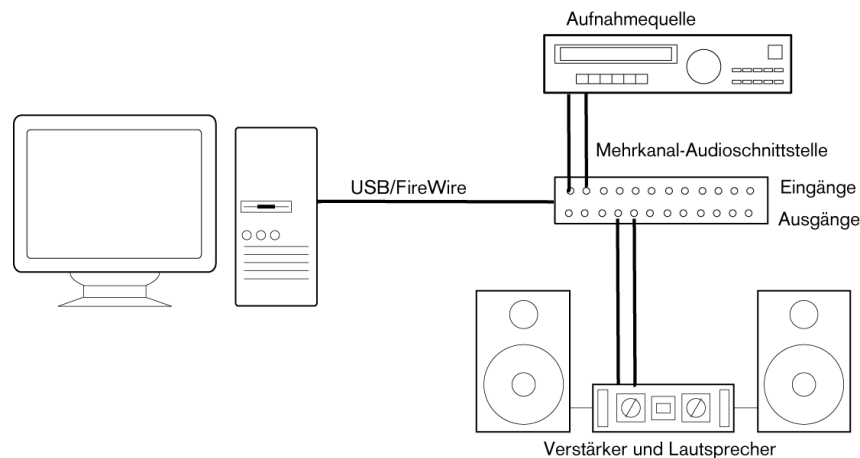 Aufnahmequelle
Mehrkanal-Audioschnittstelle
USB/FireWire
Eingänge
Ausgänge
Verstärker und Lautsprecher